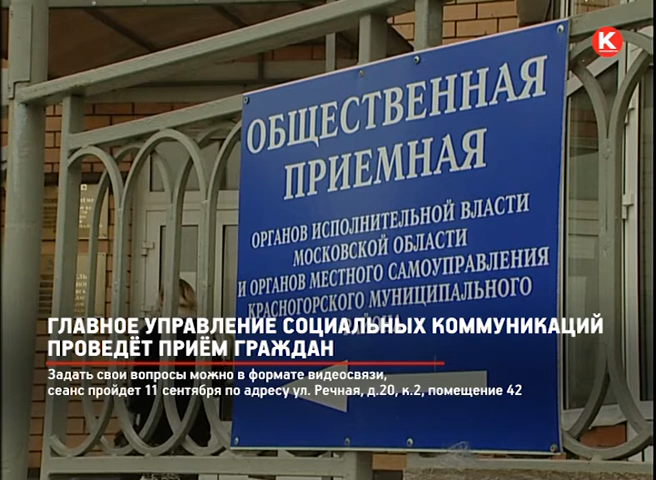 К
ОБЩЕСТВЕННАЯ
ПРИЕМНАЯ
ОРГАНОВ ИСПОЛНИТЕЛЬНОЙ ВЛАСТИ
МОСКОВСКОЙ ОБЛАСТИ
И ОРГАНОВ МЕСТНОГО САМОУПРАВЛЕНИЯ
КРАСНОГОРСКОГО МУНИЦИПАЛЬНОГО
ГЛАВНОЕ УПРАВЛЕНИЕ СОЦИАЛЬНЫХ КОММУНИКАЦИЙ
ПРОВЕДЁТ ПРИЁМ ГРАЖДАН
Задать свои вопросы можно в формате видеосвязи,
сеанс пройдет 11 сентября по адресу ул. Речная, д.20, к.2, помещение 42